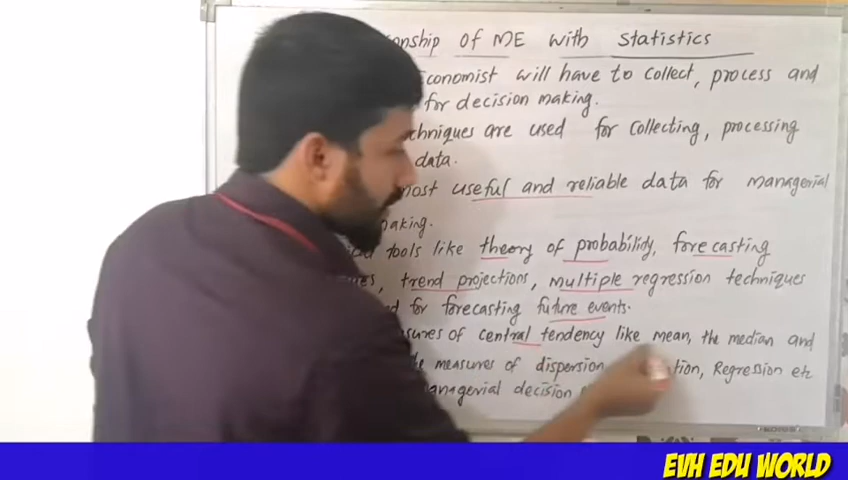 onship of ME with Statistics
Economist will have to collect, process and
for decision making.
chniques are used for collecting, processing
data.
most useful and reliable data for managerial
making.
tools like theory of probability, forecasting
trend projections, multiple regression techniques
for forecasting future events.
sures of central tendency like mean, the median and
measures of dispersion tion, Regression etc
anagerial decision
EVH EDU WORLD